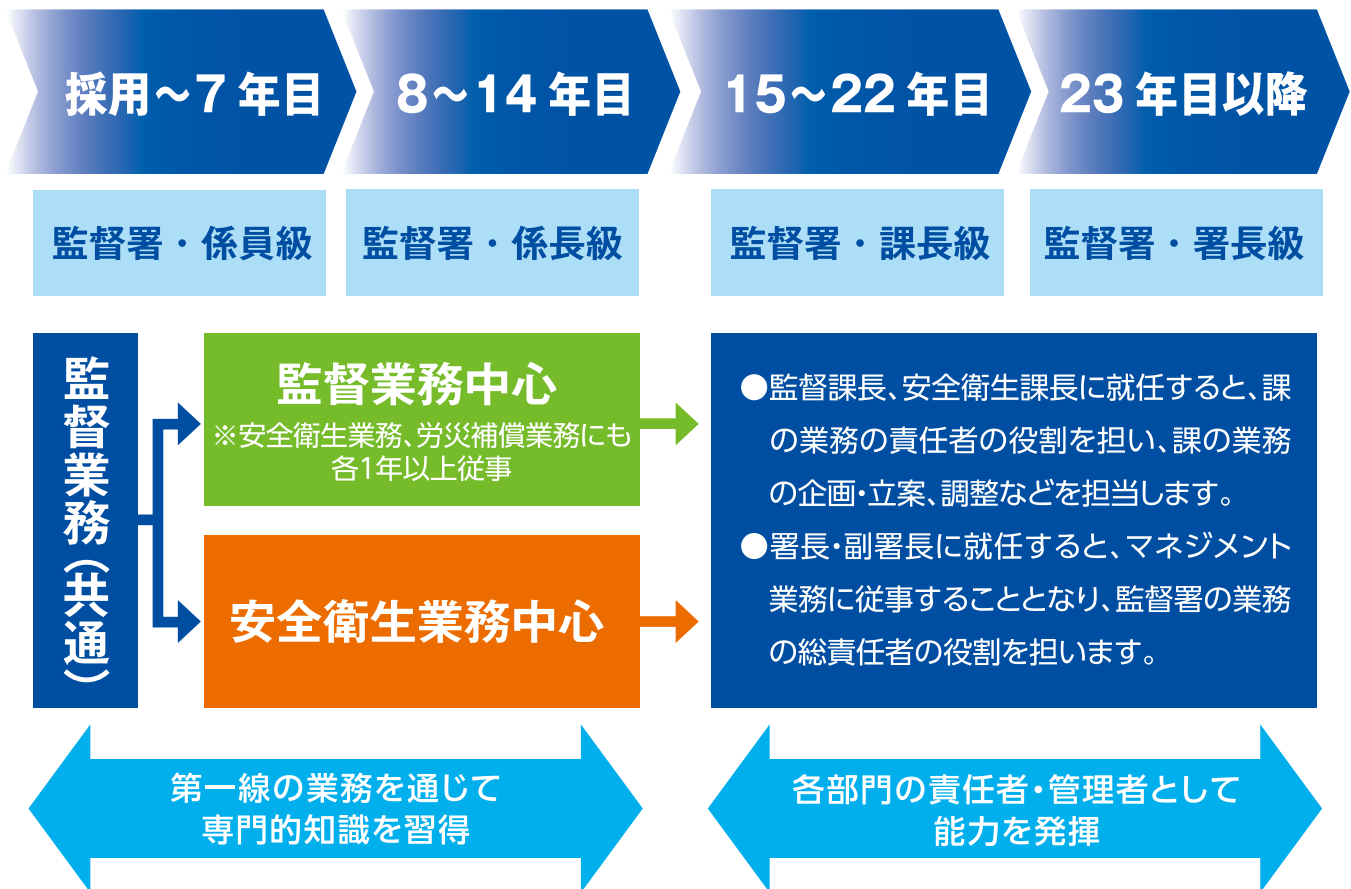 採用～7年目
8～14年目
15～22年目
23年目以降
監督署・係員級
監督署・係長級
監督署・課長級
監督署・署長級
監督業務（共通）
監督業務中心
※安全衛生業務、労災補償業務にも
各1年以上従事
安全衛生業務中心
●監督課長、安全衛生課長に就任すると、課
の業務の責任者の役割を担い、課の業務
の企画・立案、調整などを担当します。
●署長・副署長に就任すると、マネジメント
業務に従事することとなり、監督署の業務
の総責任者の役割を担います。
第一線の業務を通じて
専門的知識を習得
各部門の責任者・管理者として
能力を発揮